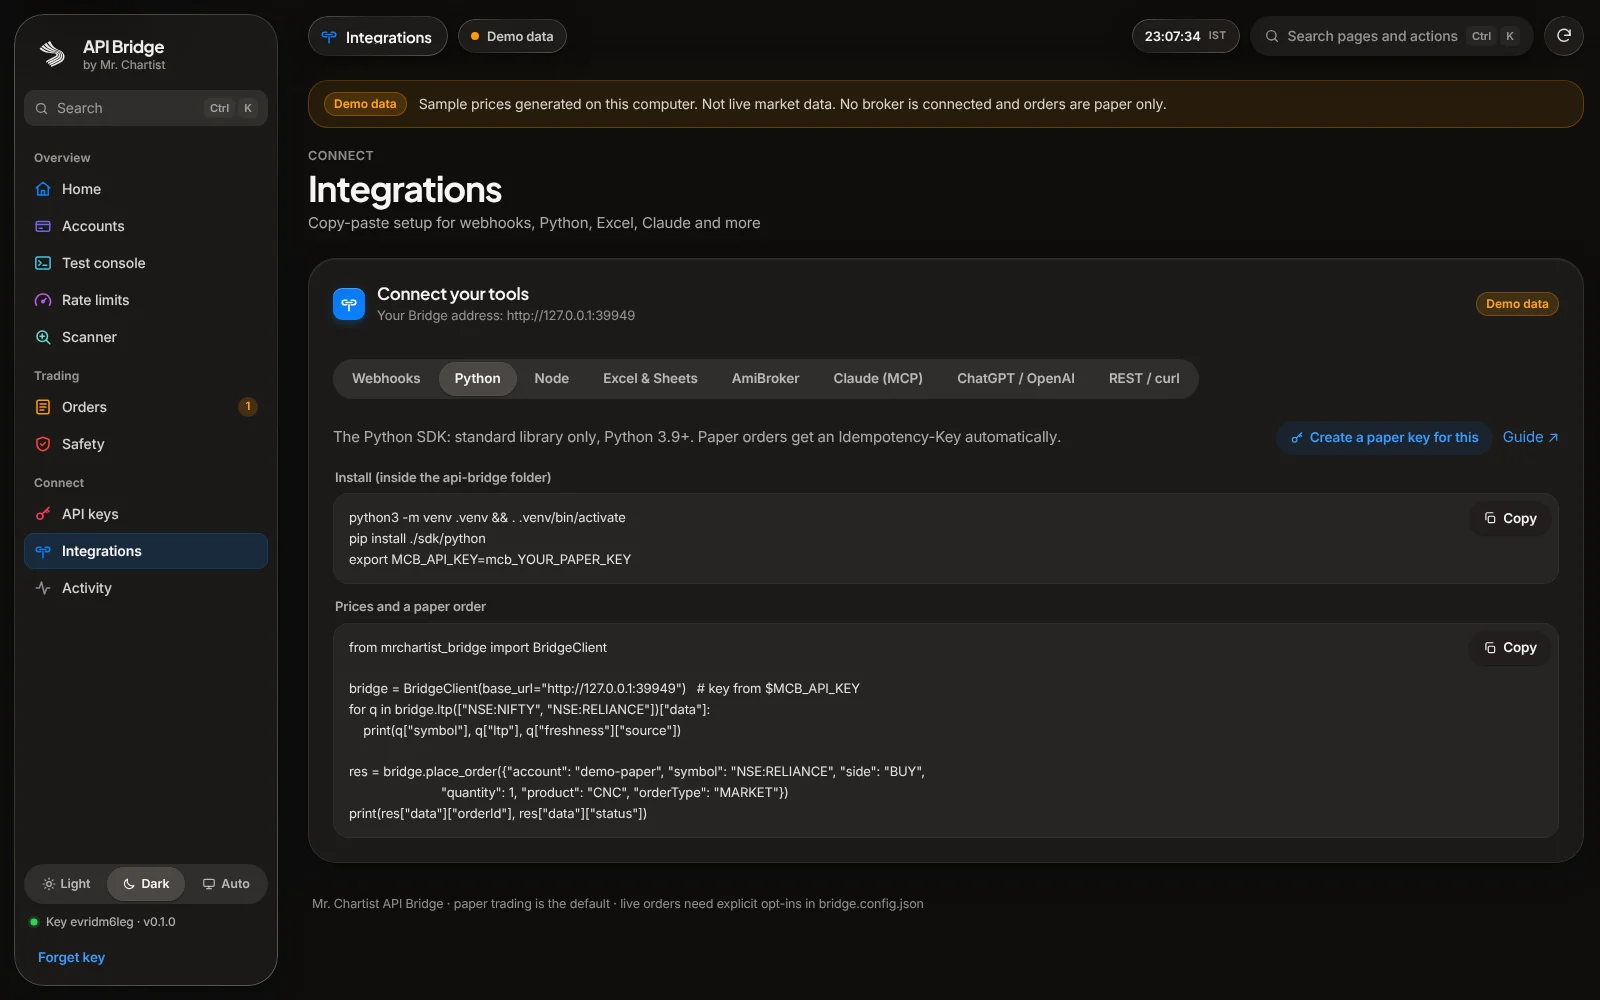 API Bridge
by Mr. Chartist
Search Ctrl K
Overview
Home
Accounts
Test console
Rate limits
Scanner
Trading
Orders 1
Safety
Connect
API keys
Integrations
Activity
Light Dark Auto
Key evridm6leg · v0.1.0
Forget key
Integrations
Demo data
23:07:34 IST
Search pages and actions Ctrl K
Demo data Sample prices generated on this computer. Not live market data. No broker is connected and orders are paper only.
CONNECT
Integrations
Copy-paste setup for webhooks, Python, Excel, Claude and more
Connect your tools
Your Bridge address: http://127.0.0.1:39949
Demo data
Webhooks Python Node Excel & Sheets AmiBroker Claude (MCP) ChatGPT / OpenAI REST / curl
The Python SDK: standard library only, Python 3.9+. Paper orders get an Idempotency-Key automatically.
Create a paper key for this Guide ↗
Install (inside the api-bridge folder)
python3 -m venv .venv && . .venv/bin/activate
pip install ./sdk/python
export MCB_API_KEY=mcb_YOUR_PAPER_KEY
Copy
Prices and a paper order
from mrchartist_bridge import BridgeClient
Copy
bridge = BridgeClient(base_url="http://127.0.0.1:39949")   # key from $MCB_API_KEY
for q in bridge.ltp(["NSE:NIFTY", "NSE:RELIANCE"])["data"]:
    print(q["symbol"], q["ltp"], q["freshness"]["source"])
res = bridge.place_order({"account": "demo-paper", "symbol": "NSE:RELIANCE", "side": "BUY",
                          "quantity": 1, "product": "CNC", "orderType": "MARKET"})
print(res["data"]["orderId"], res["data"]["status"])
Mr. Chartist API Bridge · paper trading is the default · live orders need explicit opt-ins in bridge.config.json